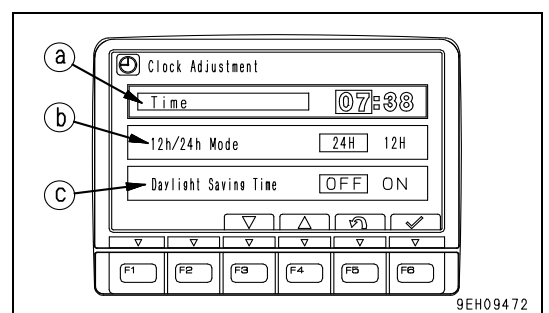 Clock Adjustment
a
Time 07:38
b
12h/24h Mode 24H 12H
c
Daylight Saving Time OFF ON
F1 F2 F3 F4 F5 F6
9EH09472